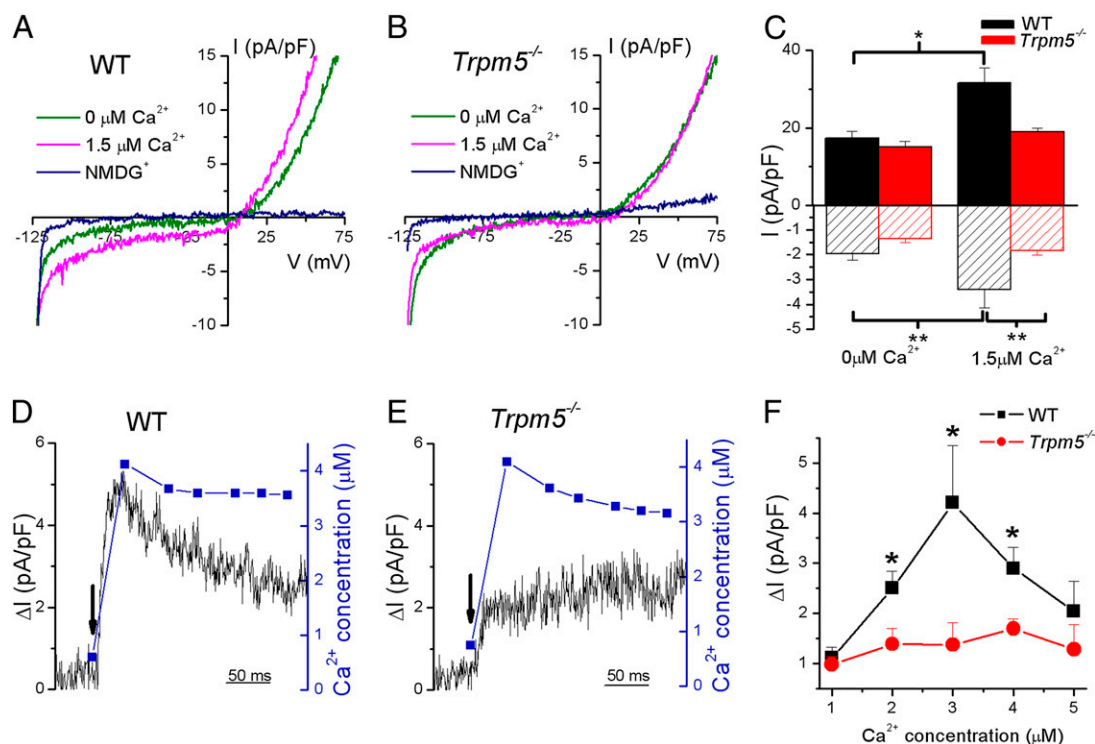 A
WT
I (pA/pF)
15
10
5
-5
-10
0 µM Ca²⁺
1.5 µM Ca²⁺
NMDG⁺
-125
-75
25
75
V (mV)
B
Trpm5⁻/⁻
I (pA/pF)
15
10
5
0
-5
-10
0 µM Ca²⁺
1.5 µM Ca²⁺
NMDG⁺
-125
-75
25
75
V (mV)
C
WT
Trpm5⁻/⁻
I (pA/pF)
40
20
0
-1
-2
-3
-4
-5
*
**
**
0µM Ca²⁺
1.5µM Ca²⁺
D
WT
ΔI (pA/pF)
6
4
2
0
Ca²⁺ concentration (µM)
4
3
2
1
0
50 ms
E
Trpm5⁻/⁻
ΔI (pA/pF)
6
4
2
0
Ca²⁺ concentration (µM)
4
3
2
1
0
50 ms
F
WT
Trpm5⁻/⁻
ΔI (pA/pF)
5
4
3
2
1
*
*
*
1 2 3 4 5
Ca²⁺ concentration (µM)